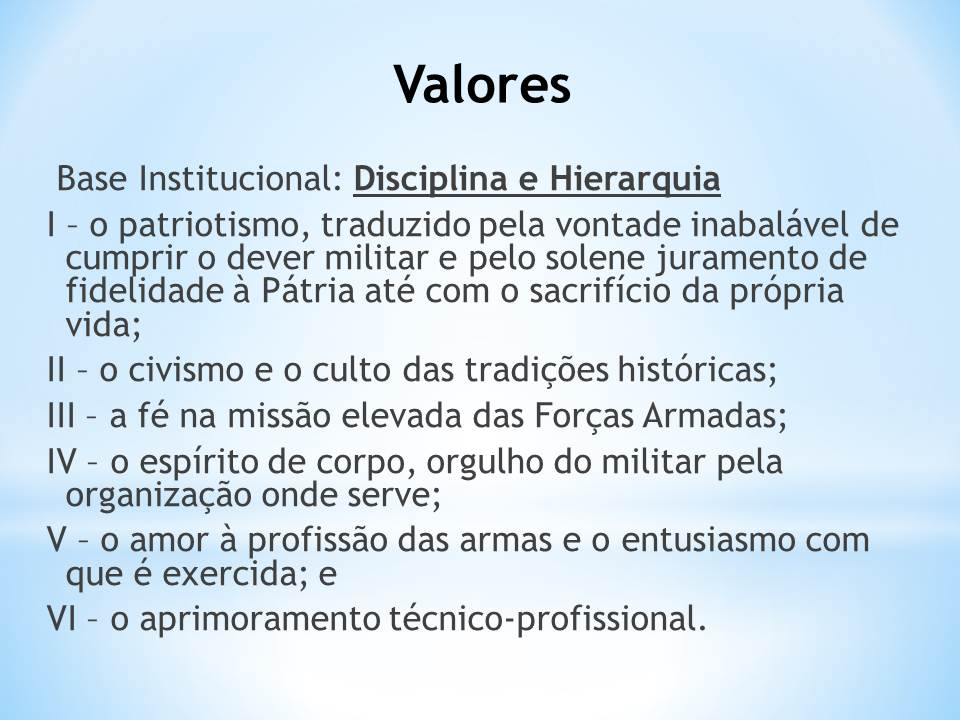 Valores
Base Institucional: Disciplina e Hierarquia
I – o patriotismo, traduzido pela vontade inabalável de
cumprir o dever militar e pelo solene juramento de
fidelidade à Pátria até com o sacrifício da própria
vida;
II – o civismo e o culto das tradições históricas;
III – a fé na missão elevada das Forças Armadas;
IV – o espírito de corpo, orgulho do militar pela
organização onde serve;
V – o amor à profissão das armas e o entusiasmo com
que é exercida; e
VI – o aprimoramento técnico-profissional.